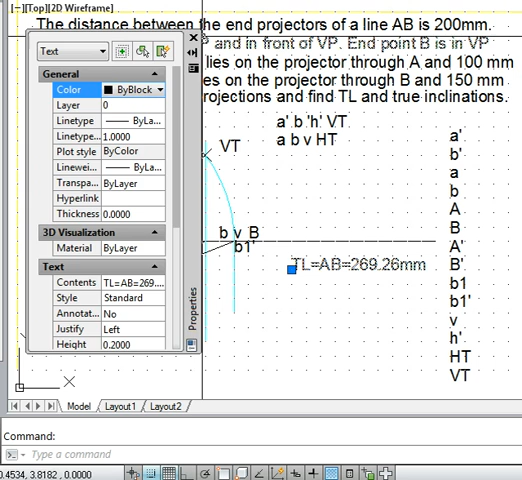 [−][Top][2D Wireframe]
The distance between the end projectors of a line AB is 200mm.
and in front of VP. End point B is in VP
lies on the projector through A and 100 mm
es on the projector through B and 150 mm
rojections and find TL and true inclinations.
Text
General
Color ByBlock
Layer 0
Linetype ByLa...
Linetype... 1.0000
Plot style ByColor
Linewei... ByLa...
Transpa... ByLayer
Hyperlink
Thickness 0.0000
3D Visualization
Material ByLayer
Text
Contents TL=AB=269....
Style Standard
Annotat... No
Justify Left
Height 0.2000
Properties
a' b 'h' VT
a b v HT
VT
b v B
b1'
TL=AB=269.26mm
a'
b'
a
b
A
B
A'
B'
b1
b1'
v
h'
HT
VT
X
Model Layout1 Layout2
Command:
Type a command
0.4534, 3.8182 , 0.0000